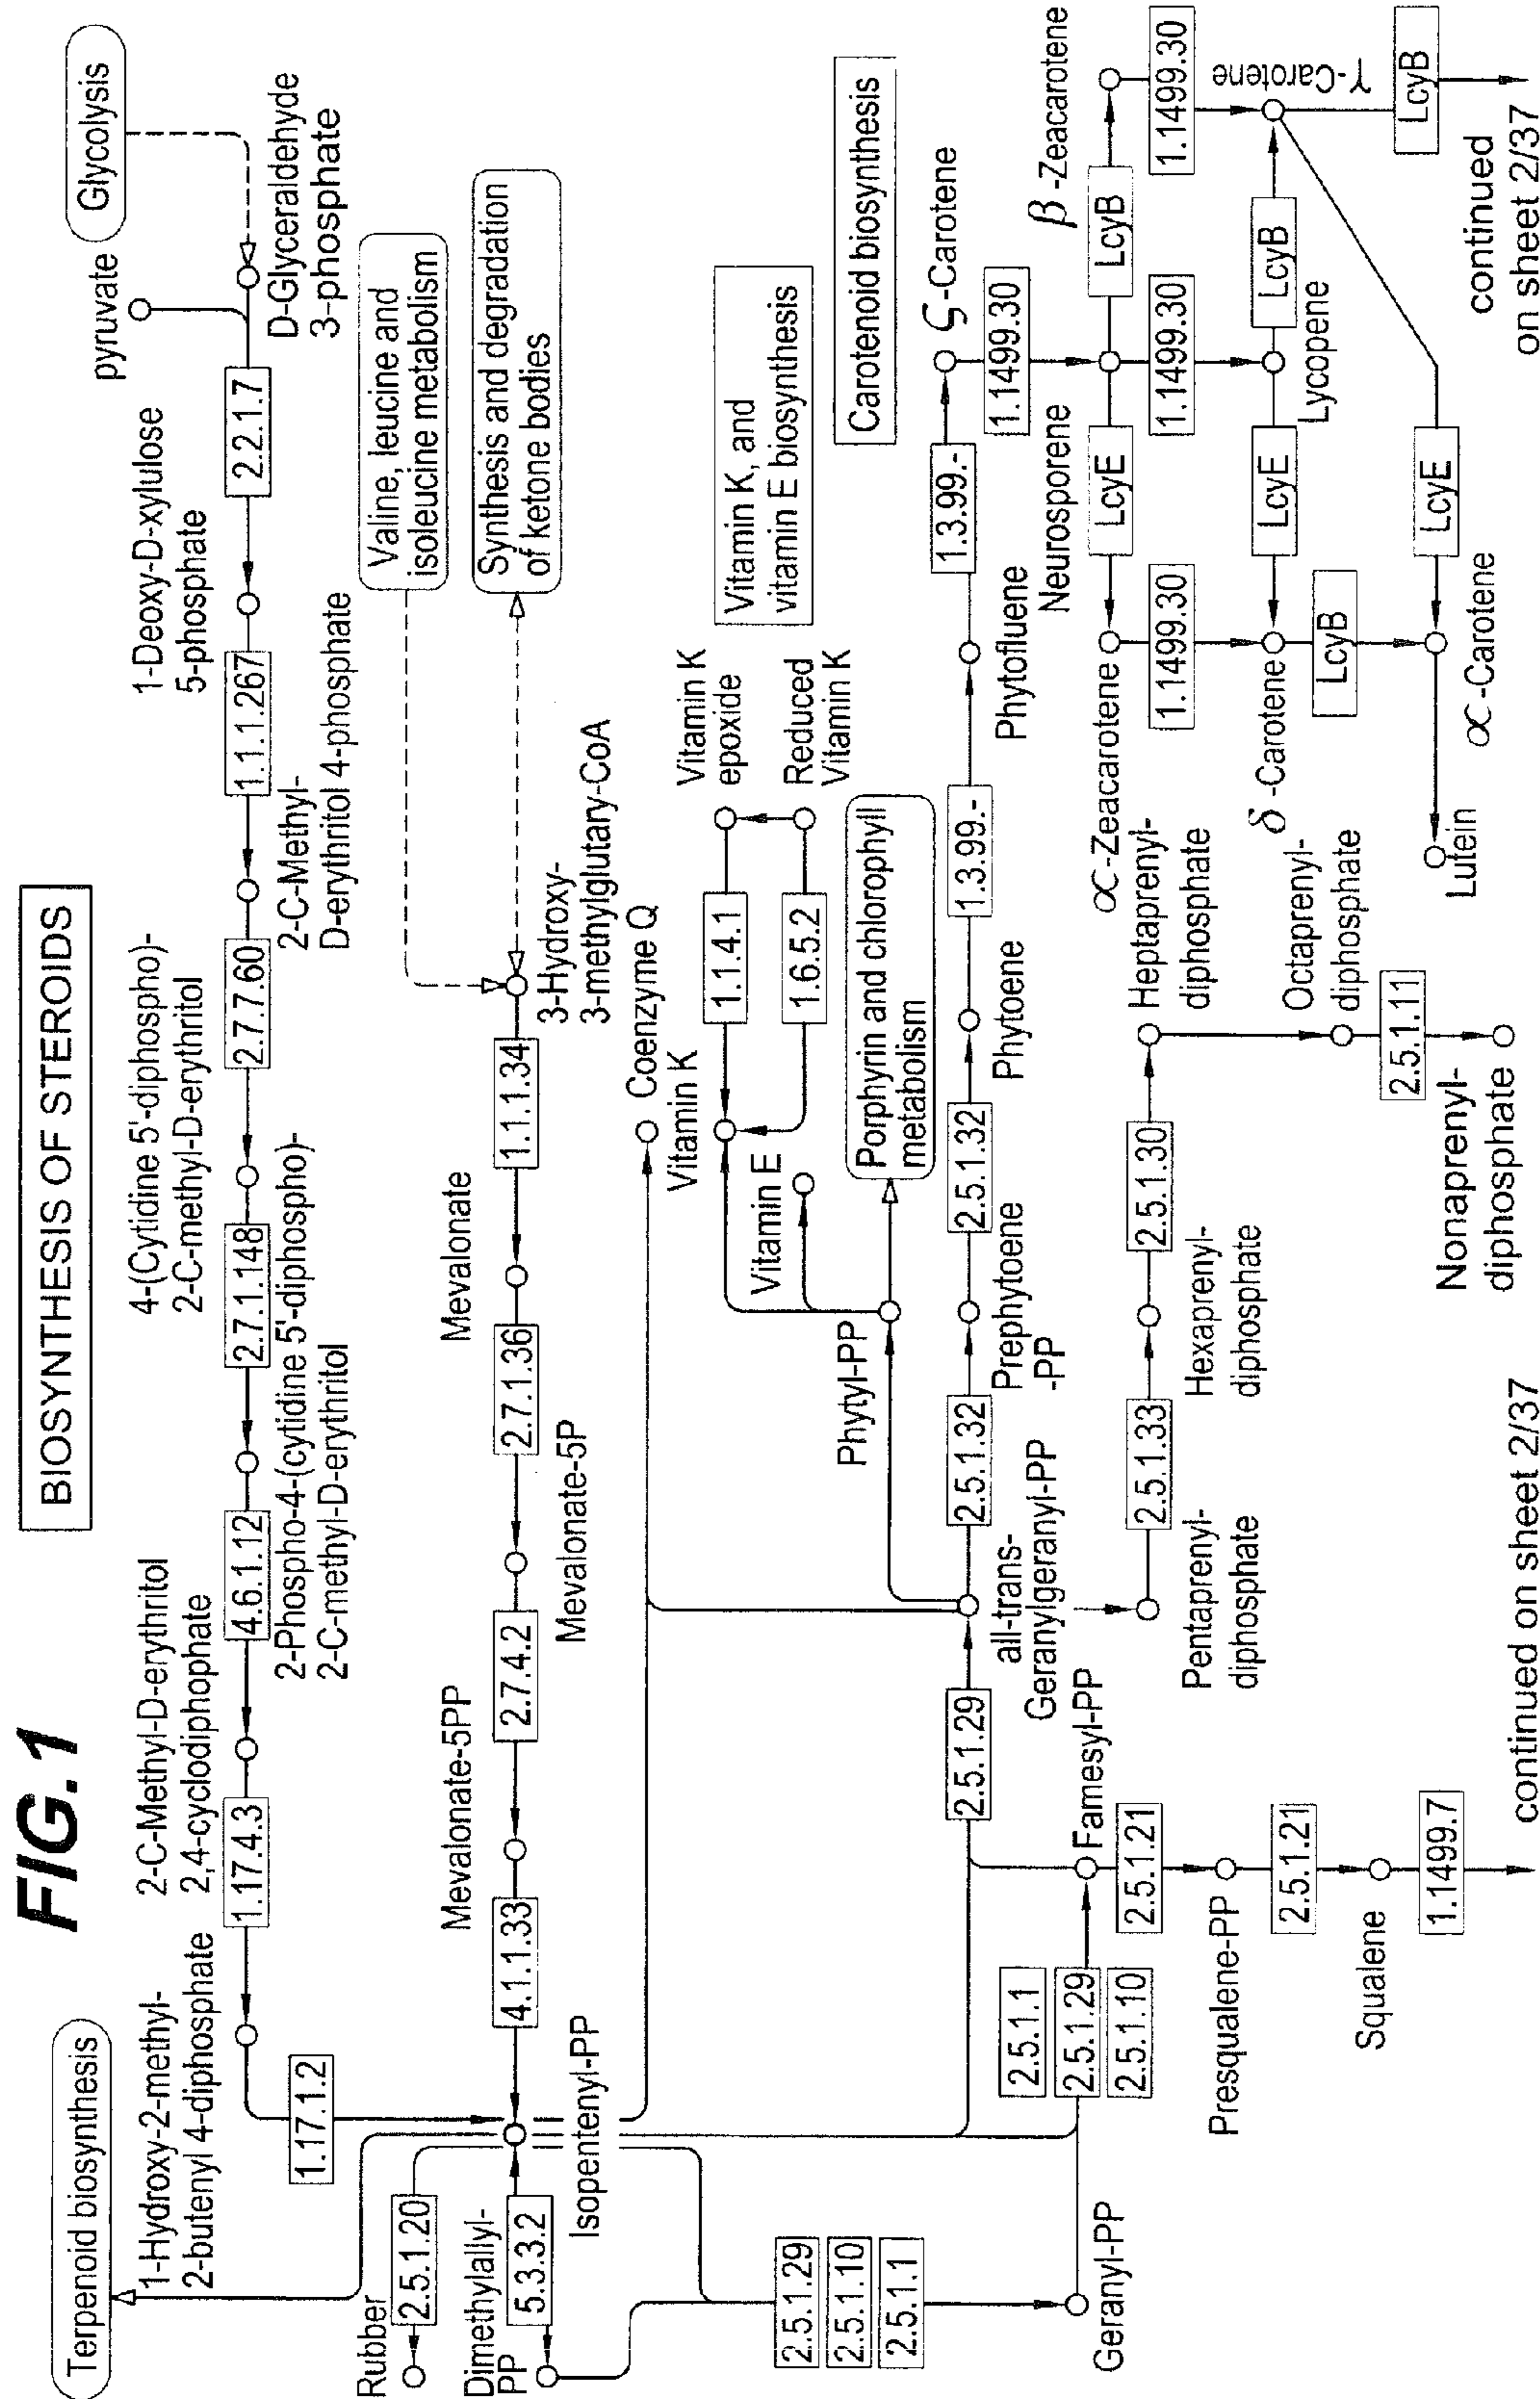 FIG.1
BIOSYNTHESIS OF STEROIDS
Terpenoid biosynthesis
Glycolysis
pyruvate
D-Glyceraldehyde
3-phosphate
2.2.1.7
1-Deoxy-D-xylulose
5-phosphate
1.1.1.267
2-C-Methyl-
D-erythritol 4-phosphate
2.7.7.60
4-(Cytidine 5'-diphospho)-
2-C-methyl-D-erythritol
2.7.1.148
2-Phospho-4-(cytidine 5'-diphospho)-
2-C-methyl-D-erythritol
4.6.1.12
2-C-Methyl-D-erythritol
2,4-cyclodiphophate
1.17.4.3
1-Hydroxy-2-methyl-
2-butenyl 4-diphosphate
1.17.1.2
Valine, leucine and
isoleucine metabolism
Synthesis and degradation
of ketone bodies
3-Hydroxy-
3-methylglutary-CoA
1.1.1.34
Mevalonate
2.7.1.36
Mevalonate-5P
2.7.4.2
Mevalonate-5PP
4.1.1.33
Isopentenyl-PP
Rubber
2.5.1.20
Dimethylallyl-
PP
5.3.3.2
Coenzyme Q
Vitamin K
Vitamin K
epoxide
1.1.4.1
Reduced
Vitamin K
1.6.5.2
Vitamin E
Vitamin K, and
vitamin E biosynthesis
Porphyrin and chlorophyll
metabolism
Phytyl-PP
Carotenoid biosynthesis
2.5.1.29
2.5.1.10
2.5.1.1
Geranyl-PP
2.5.1.1
2.5.1.29
2.5.1.10
Famesyl-PP
2.5.1.29
all-trans-
Geranylgeranyl-PP
2.5.1.32
Prephytoene
-PP
2.5.1.32
Phytoene
1.3.99.-
Phytofluene
1.3.99.-
ς-Carotene
1.1499.30
Neurosporene
LcyE
LcyB
β-Zeacarotene
∝-Zeacarotene
1.1499.30
1.1499.30
1.1499.30
δ-Carotene
LcyE
Lycopene
LcyB
γ-Carotene
LcyB
LcyE
LcyB
∝-Carotene
Lutein
Pentaprenyl-
diphosphate
2.5.1.33
Hexaprenyl-
diphosphate
2.5.1.30
Heptaprenyl-
diphosphate
Octaprenyl-
diphosphate
2.5.1.11
Nonaprenyl-
diphosphate
2.5.1.21
Presqualene-PP
2.5.1.21
Squalene
1.1499.7
continued on sheet 2/37
continued
on sheet 2/37